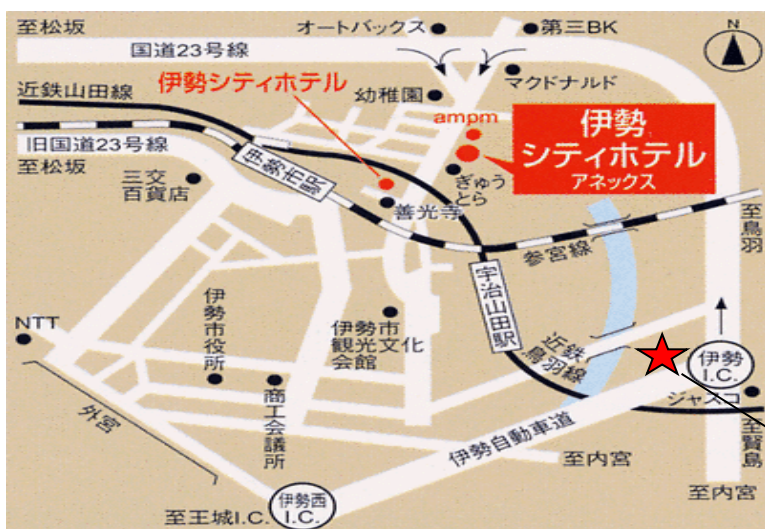 至松坂
オートバックス
第三BK
N
国道23号線
近鉄山田線
伊勢シティホテル
幼稚園
マクドナルド
ampm
伊勢
シティホテル
アネックス
旧国道23号線
至松坂
伊勢市駅
三交
百貨店
ぎゅう
とら
善光寺
至鳥羽
参宮線
宇治山田駅
NTT
伊勢市役所
伊勢市
観光文化
会館
近鉄
鳥羽線
伊勢
I.C.
ジャスコ
外宮
商工会議所
伊勢自動車道
至賢島
至内宮
至内宮
伊勢西
I.C.
至王城I.C.